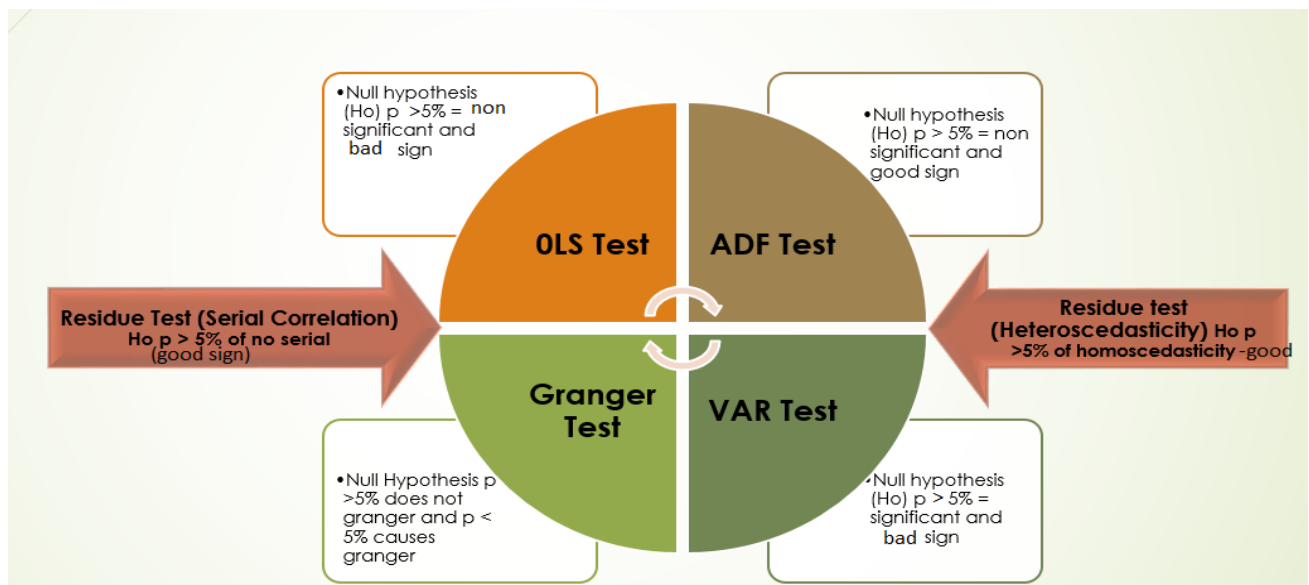 •Null hypothesis
(Ho) p >5% = non
significant and
bad sign
•Null hypothesis
(Ho) p > 5% = non
significant and
good sign
0LS Test
ADF Test
Residue Test (Serial Correlation)
Ho p > 5% of no serial
(good sign)
Residue test
(Heteroscedasticity) Ho p
>5% of homoscedasticity -good
Granger
Test
VAR Test
•Null Hypothesis p
>5% does not
granger and p <
5% causes
granger
•Null hypothesis
(Ho) p > 5% =
significant and
bad sign